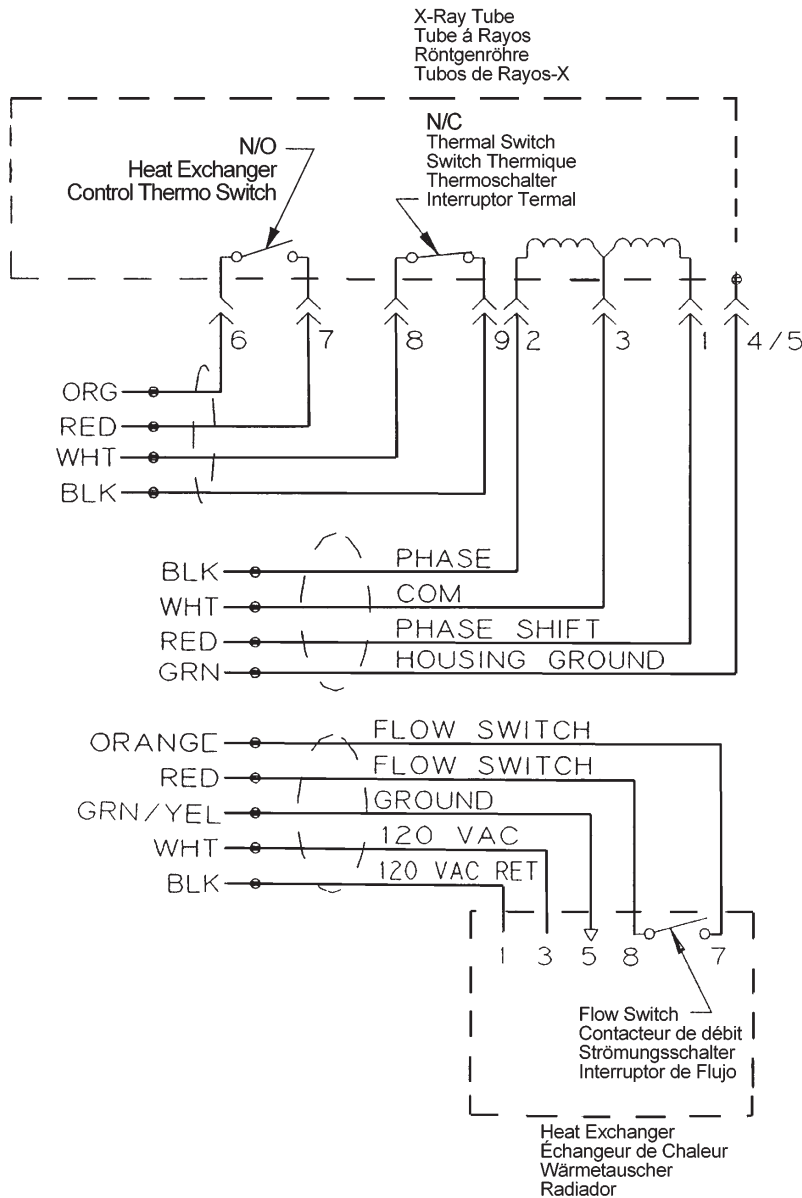 X-Ray Tube
Tube á Rayos
Röntgenröhre
Tubos de Rayos-X
N/O
Heat Exchanger
Control Thermo Switch
N/C
Thermal Switch
Switch Thermique
Thermoschalter
Interruptor Termal
6 7 8 9 2 3 1 4/5
ORG
RED
WHT
BLK
BLK PHASE
WHT COM
RED PHASE SHIFT
GRN HOUSING GROUND
ORANGE FLOW SWITCH
RED FLOW SWITCH
GRN/YEL GROUND
WHT 120 VAC
BLK 120 VAC RET
1 3 5 8 7
Flow Switch
Contacteur de débit
Strömungsschalter
Interruptor de Flujo
Heat Exchanger
Échangeur de Chaleur
Wärmetauscher
Radiador